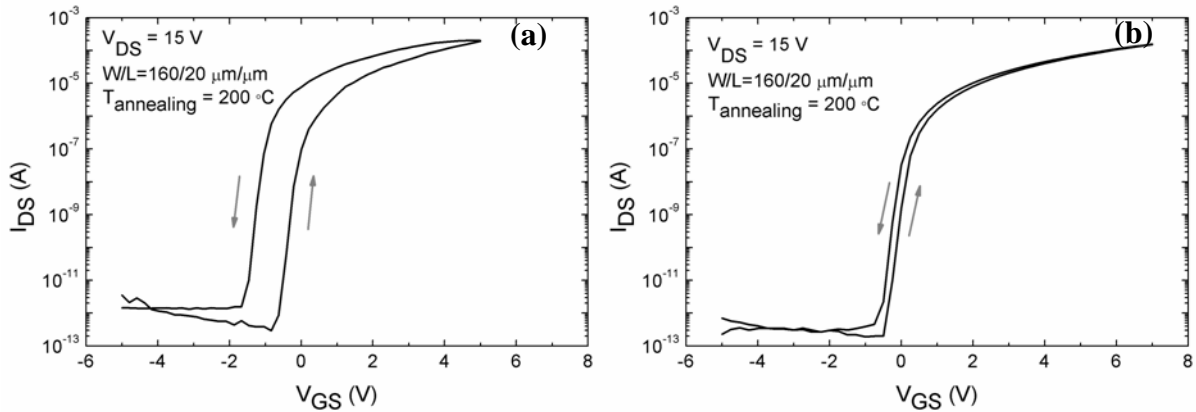 (a)
V_DS = 15 V
W/L=160/20 μm/μm
T_annealing = 200 °C
10^-3
10^-5
10^-7
10^-9
10^-11
10^-13
I_DS (A)
-6 -4 -2 0 2 4 6 8
V_GS (V)
(b)
V_DS = 15 V
W/L=160/20 μm/μm
T_annealing = 200 °C
10^-3
10^-5
10^-7
10^-9
10^-11
10^-13
I_DS (A)
-6 -4 -2 0 2 4 6 8
V_GS (V)